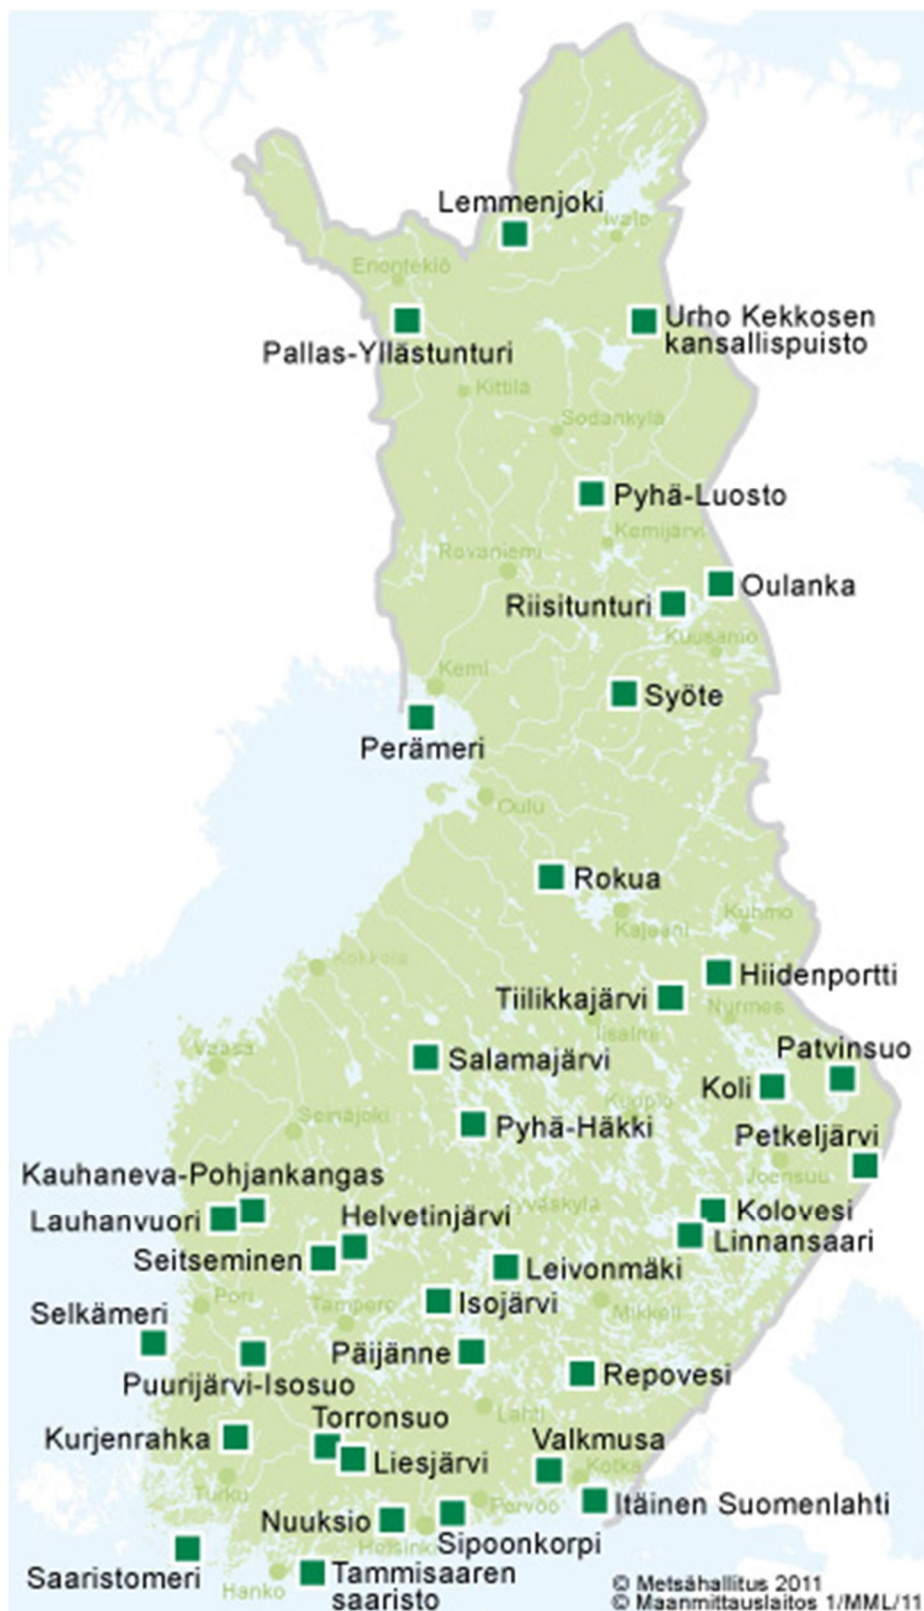 Lemmenjoki
Ivalo
Enontekiö
Urho Kekkosen
kansallispuisto
Pallas-Yllästunturi
Kittilä
Sodankylä
Pyhä-Luosto
Kemijärvi
Rovaniemi
Oulanka
Riisitunturi
Kuusamo
Kemi
Syöte
Perämeri
Oulu
Rokua
Kuhmo
Kajaani
Kokkola
Hiidenportti
Tiilikkajärvi
Nurmes
Iisalmi
Vaasa
Patvinsuo
Salamajärvi
Koli
Kuopio
Seinäjoki
Pyhä-Häkki
Petkeljärvi
Kauhaneva-Pohjankangas
Joensuu
Jyväskylä
Lauhanvuori
Helvetinjärvi
Kolovesi
Linnansaari
Seitseminen
Leivonmäki
Pori
Tampere
Isojärvi
Mikkeli
Selkämeri
Päijänne
Puurijärvi-Isosuo
Repovesi
Torronsuo
Lahti
Kurjenrahka
Valkmusa
Liesjärvi
Kotka
Turku
Porvoo
Itäinen Suomenlahti
Nuuksio
Helsinki
Sipoonkorpi
Saaristomeri
Hanko
Tammisaaren
saaristo
© Metsähallitus 2011
© Maanmittauslaitos 1/MML/11